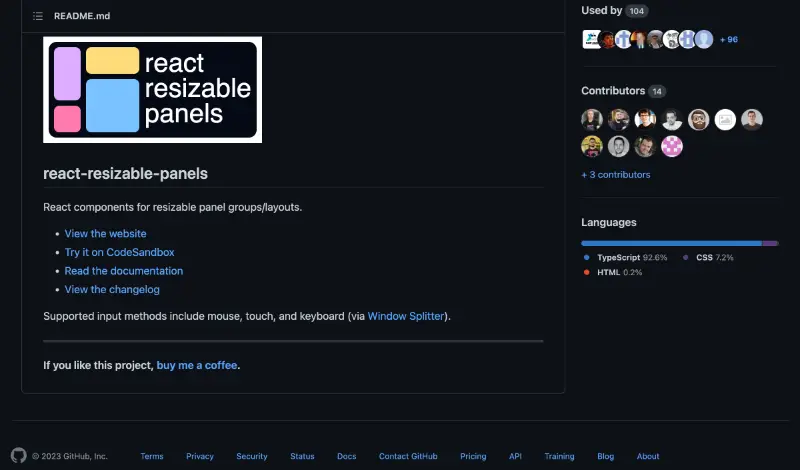 README.md
react
resizable
panels
react-resizable-panels
React components for resizable panel groups/layouts.
• View the website
• Try it on CodeSandbox
• Read the documentation
• View the changelog
Supported input methods include mouse, touch, and keyboard (via Window Splitter).
If you like this project, buy me a coffee.
Used by 104
+ 96
Contributors 14
+ 3 contributors
Languages
TypeScript 92.6% CSS 7.2%
HTML 0.2%
© 2023 GitHub, Inc. Terms Privacy Security Status Docs Contact GitHub Pricing API Training Blog About